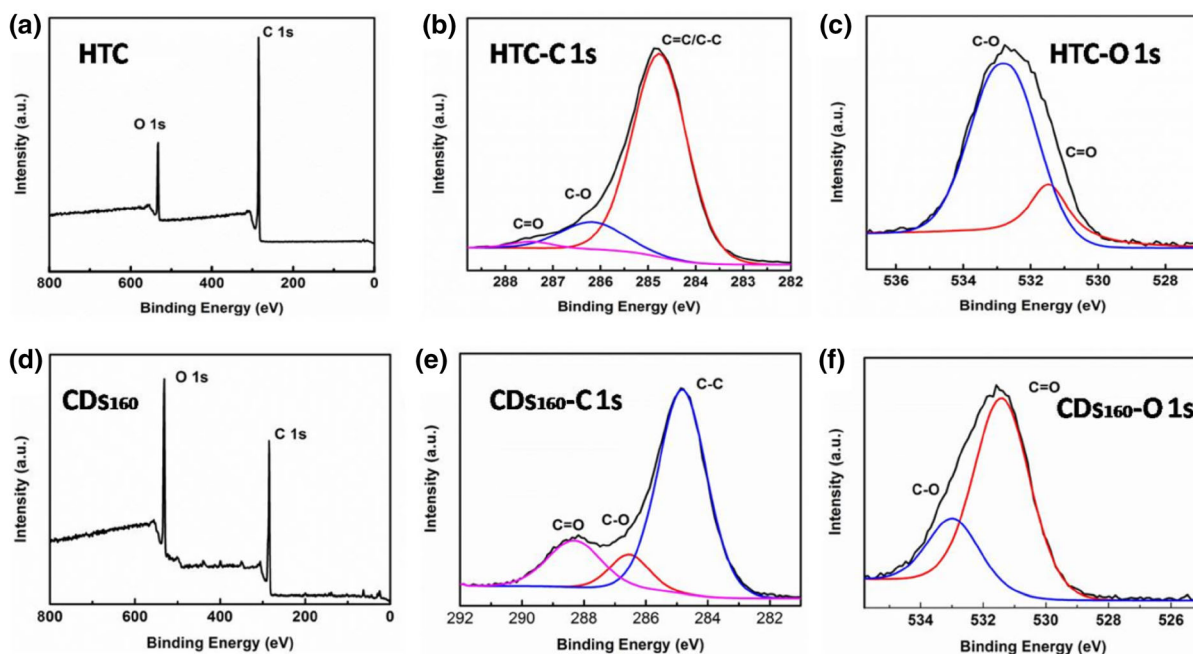 (a)
HTC
C 1s
O 1s
Intensity (a.u.)
800 600 400 200 0
Binding Energy (eV)
(b)
HTC-C 1s
C=C/C-C
C-O
C=O
Intensity (a.u.)
288 287 286 285 284 283 282
Binding Energy (eV)
(c)
HTC-O 1s
C-O
C=O
Intensity (a.u.)
536 534 532 530 528
Binding Energy (eV)
(d)
CDs160
O 1s
C 1s
Intensity (a.u.)
800 600 400 200 0
Binding Energy (eV)
(e)
CDs160-C 1s
C-C
C-O
C=O
Intensity (a.u.)
292 290 288 286 284 282
Binding Energy (eV)
(f)
C=O
CDs160-O 1s
C-O
Intensity (a.u.)
534 532 530 528 526
Binding Energy (eV)